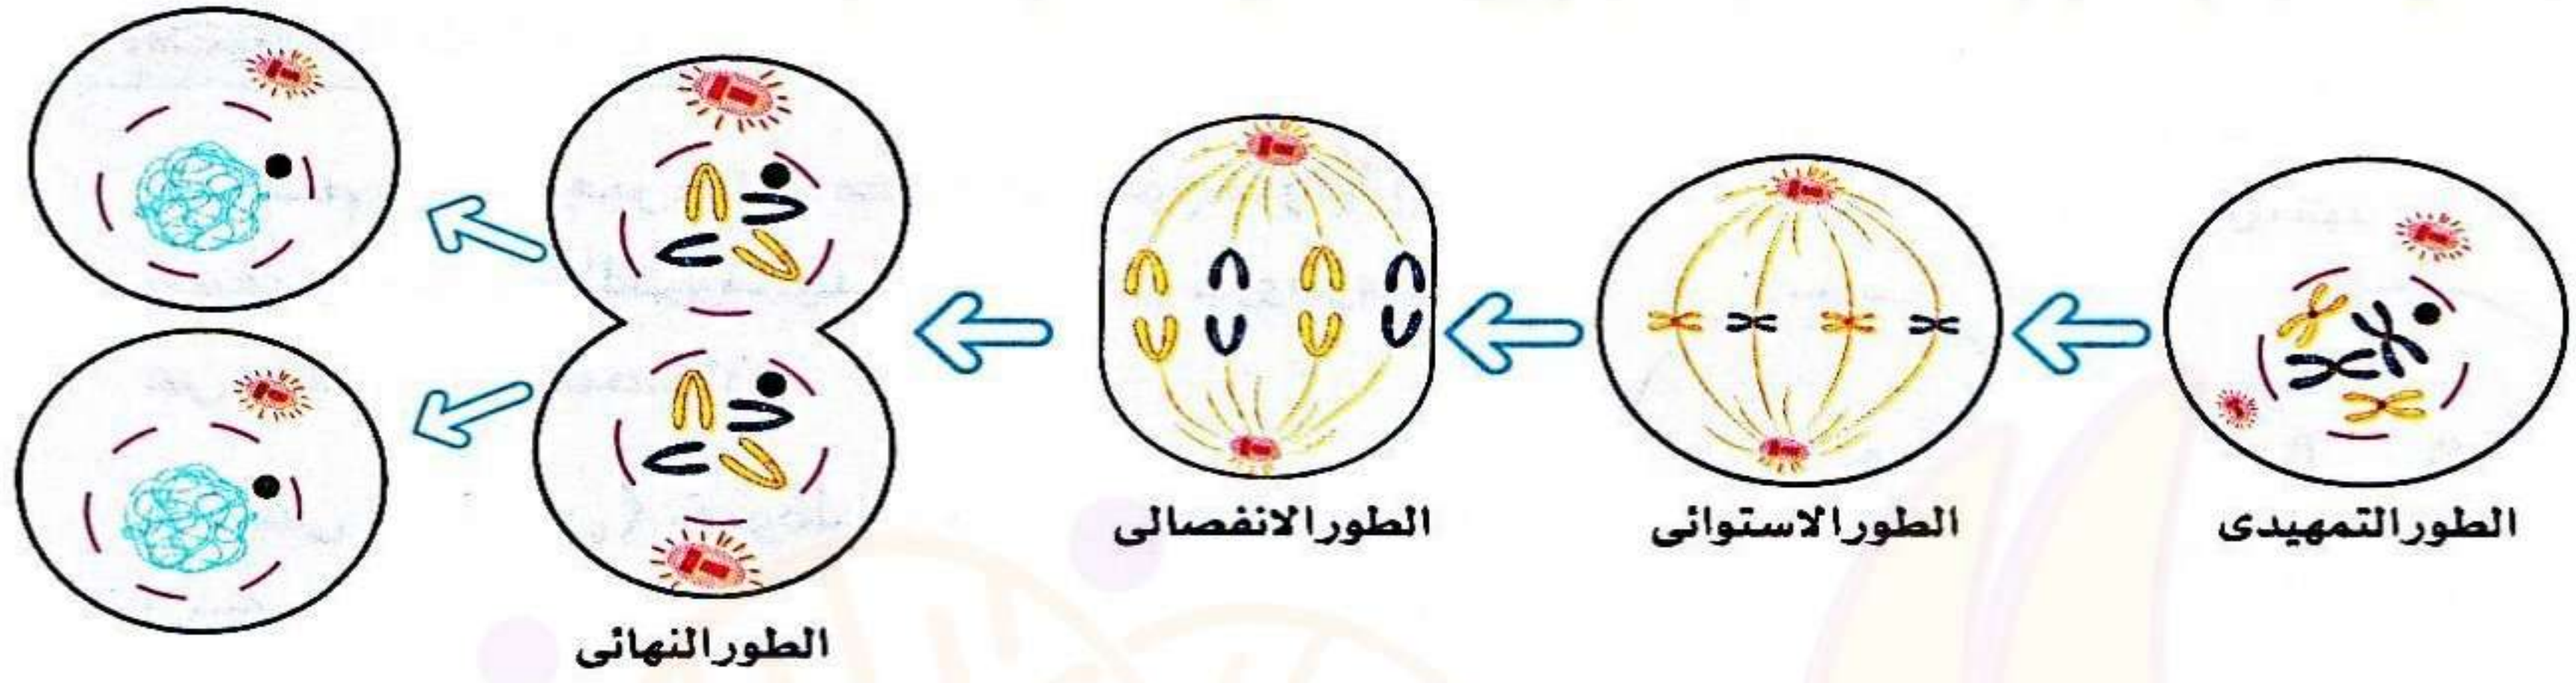 الطور التمهيدى
الطور الاستوائى
الطور الانفصالى
الطور النهائى